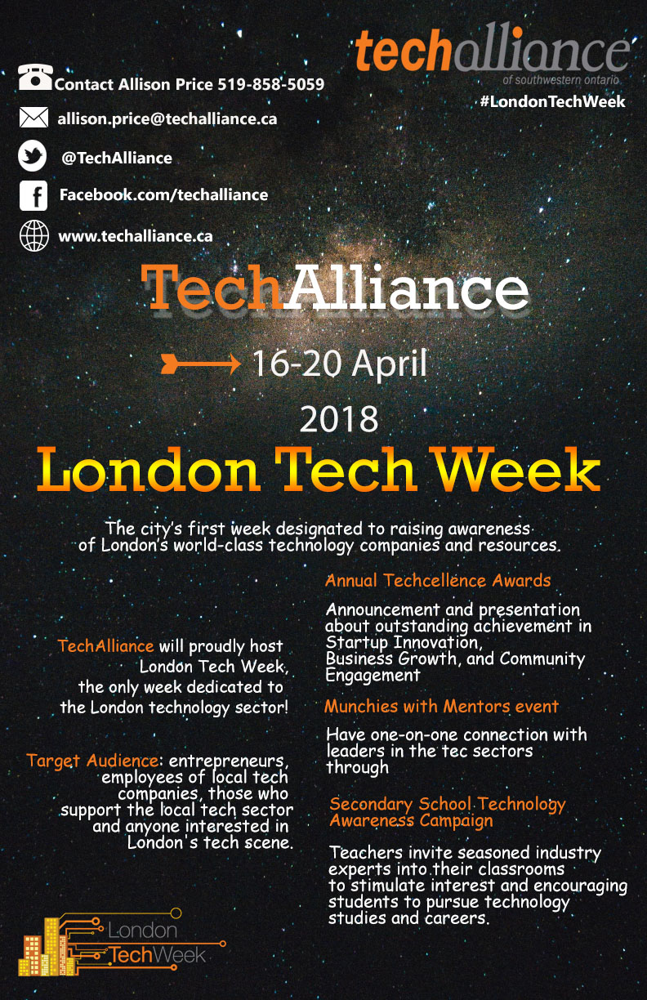 techalliance
of southwestern ontario
#LondonTechWeek
Contact Allison Price 519-858-5059
allison.price@techalliance.ca
@TechAlliance
Facebook.com/techalliance
www.techalliance.ca
TechAlliance
16-20 April
2018
London Tech Week
The city's first week designated to raising awareness
of London's world-class technology companies and resources.
TechAlliance will proudly host
London Tech Week,
the only week dedicated to
the London technology sector!
Target Audience: entrepreneurs,
employees of local tech
companies, those who
support the local tech sector
and anyone interested in
London's tech scene.
Annual Techcellence Awards
Announcement and presentation
about outstanding achievement in
Startup Innovation,
Business Growth, and Community
Engagement
Munchies with Mentors event
Have one-on-one connection with
leaders in the tec sectors
through
Secondary School Technology
Awareness Campaign
Teachers invite seasoned industry
experts into their classrooms
to stimulate interest and encouraging
students to pursue technology
studies and careers.
London
TechWeek